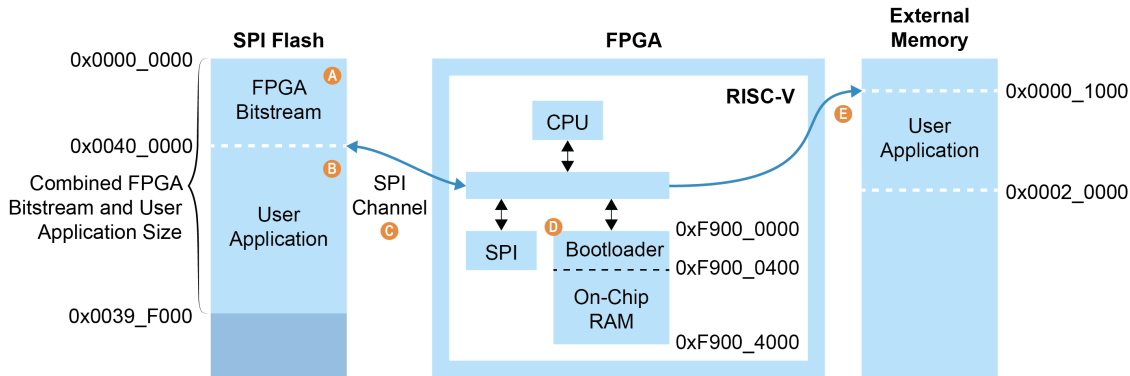 SPI Flash
FPGA
External
Memory
0x0000_0000
A
FPGA
Bitstream
RISC-V
0x0000_1000
CPU
E
User
Application
0x0040_0000
B
Combined FPGA
Bitstream and User
Application Size
User
Application
SPI
Channel
C
0x0002_0000
SPI
D
Bootloader
0xF900_0000
0xF900_0400
On-Chip
RAM
0xF900_4000
0x0039_F000